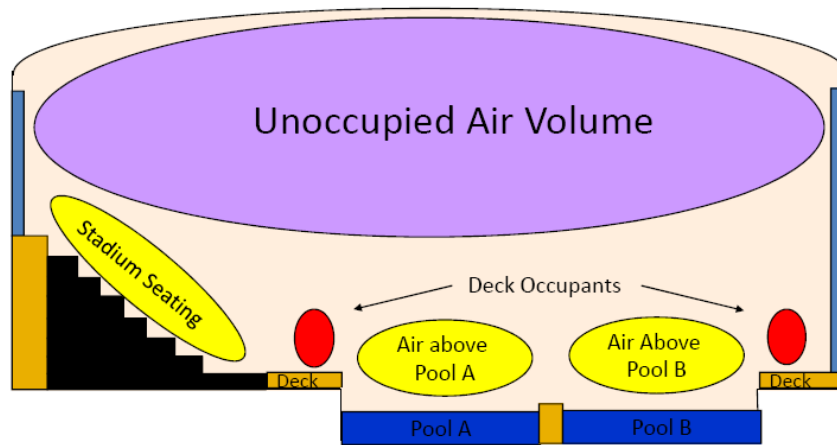 Unoccupied Air Volume
Stadium Seating
Deck Occupants
Air above
Pool A
Air Above
Pool B
Deck
Deck
Pool A
Pool B